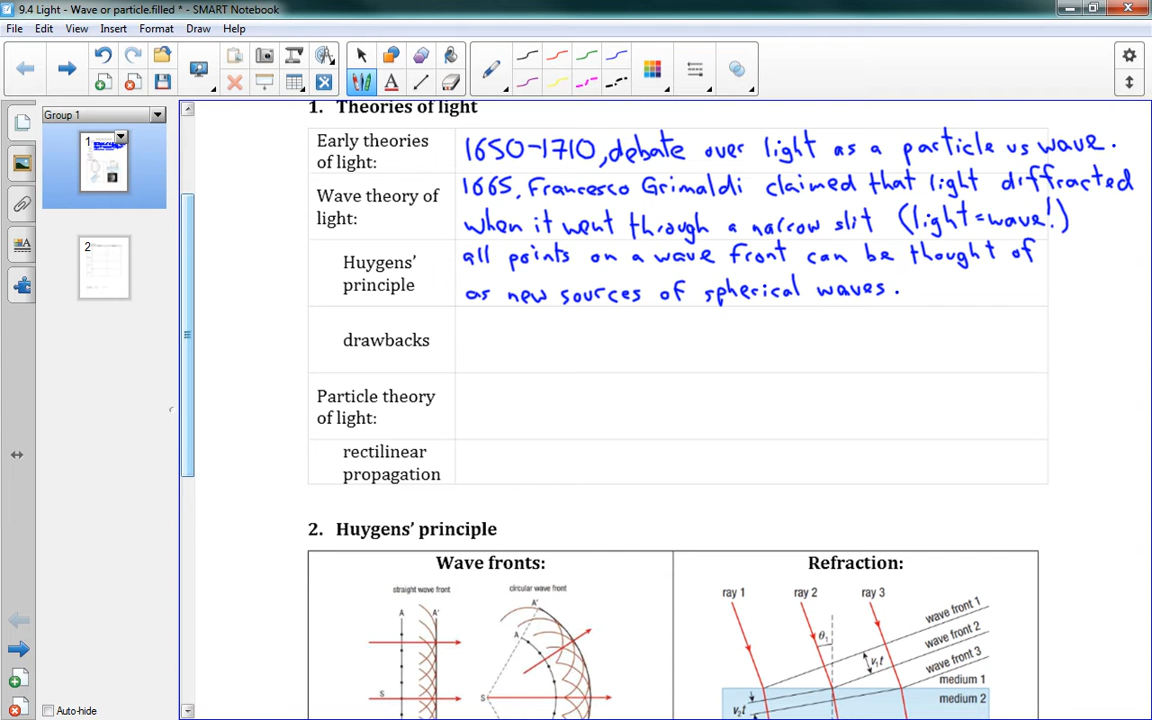 9.4 Light - Wave or particle.filled * - SMART Notebook
File Edit View Insert Format Draw Help
Group 1
1
2
Auto-hide
1. Theories of light
Early theories of light:
1650-1710, debate over light as a particle vs wave.
Wave theory of light:
1665, Francesco Grimaldi claimed that light diffracted
when it went through a narrow slit (light=wave!)
Huygens' principle
all points on a wave front can be thought of
as new sources of spherical waves.
drawbacks
Particle theory of light:
rectilinear propagation
2. Huygens' principle
Wave fronts:
straight wave front
circular wave front
A A'
A'
A
S
S
Refraction:
ray 1 ray 2 ray 3
θ1
wave front 1
wave front 2
wave front 3
v1t
medium 1
medium 2
v2t